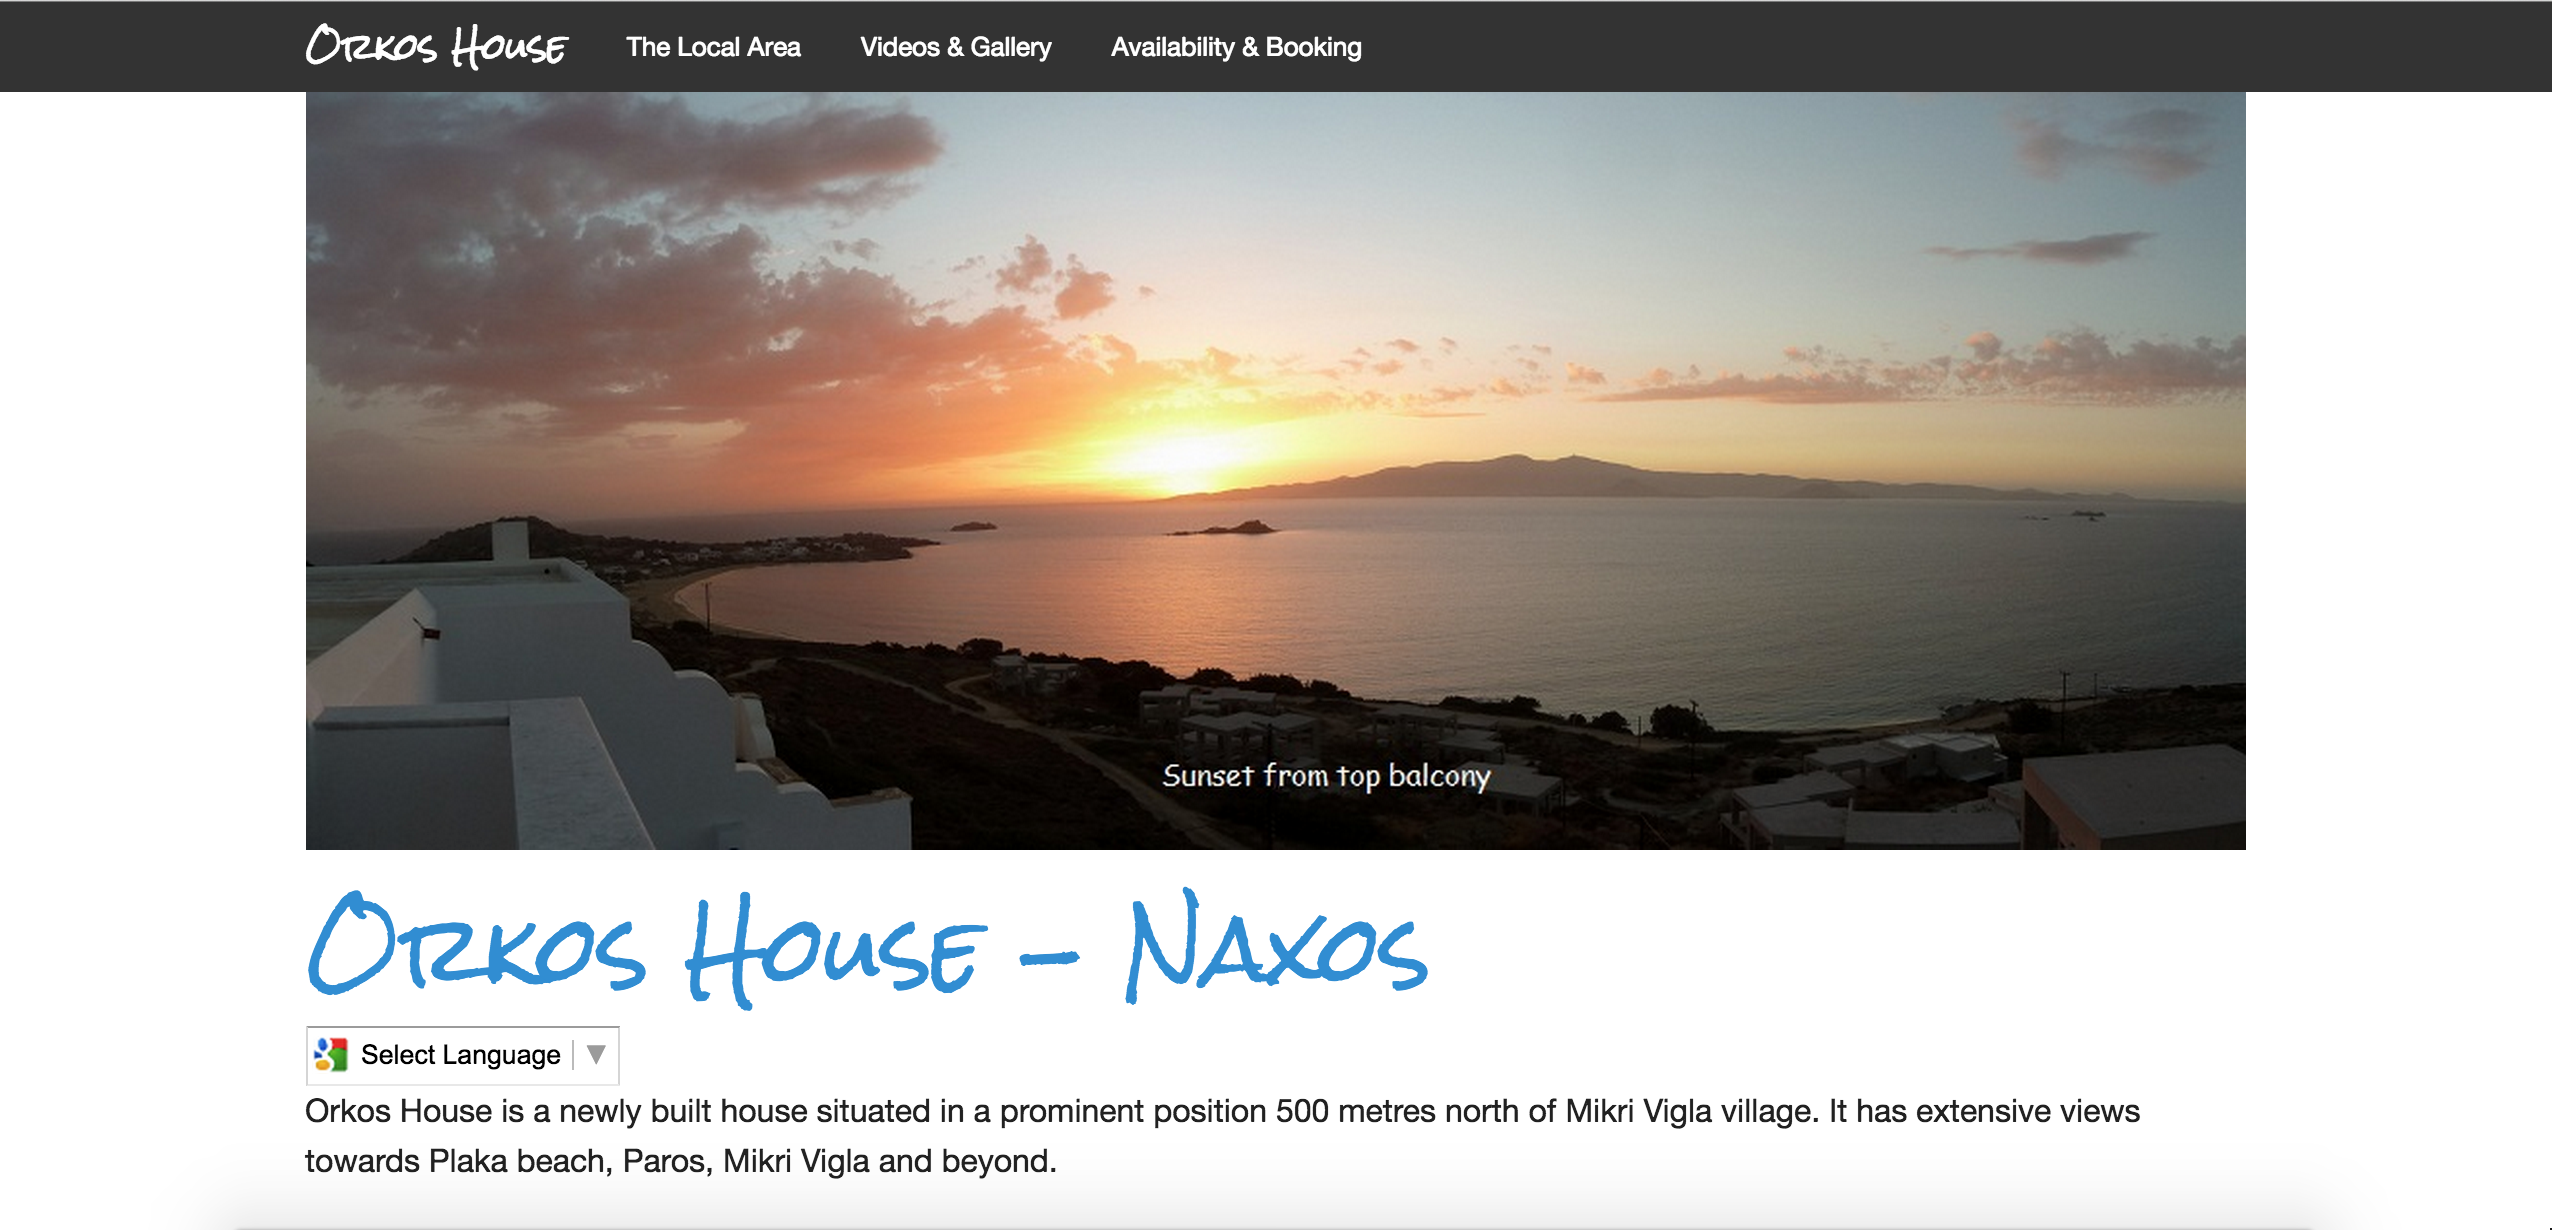 Orkos House The Local Area Videos & Gallery Availability & Booking
Sunset from top balcony
Orkos House – Naxos
Select Language ▼
Orkos House is a newly built house situated in a prominent position 500 metres north of Mikri Vigla village. It has extensive views
towards Plaka beach, Paros, Mikri Vigla and beyond.